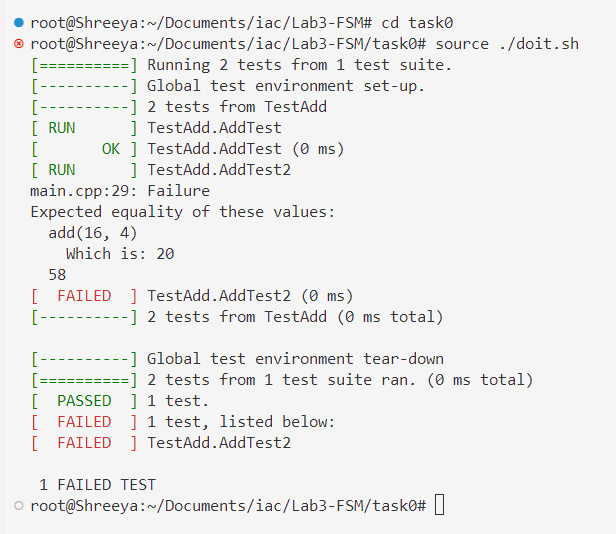 root@Shreeya:~/Documents/iac/Lab3-FSM# cd task0
root@Shreeya:~/Documents/iac/Lab3-FSM/task0# source ./doit.sh
[==========] Running 2 tests from 1 test suite.
[----------] Global test environment set-up.
[----------] 2 tests from TestAdd
[ RUN      ] TestAdd.AddTest
[       OK ] TestAdd.AddTest (0 ms)
[ RUN      ] TestAdd.AddTest2
main.cpp:29: Failure
Expected equality of these values:
  add(16, 4)
    Which is: 20
  58
[  FAILED  ] TestAdd.AddTest2 (0 ms)
[----------] 2 tests from TestAdd (0 ms total)

[----------] Global test environment tear-down
[==========] 2 tests from 1 test suite ran. (0 ms total)
[  PASSED  ] 1 test.
[  FAILED  ] 1 test, listed below:
[  FAILED  ] TestAdd.AddTest2

 1 FAILED TEST
root@Shreeya:~/Documents/iac/Lab3-FSM/task0#